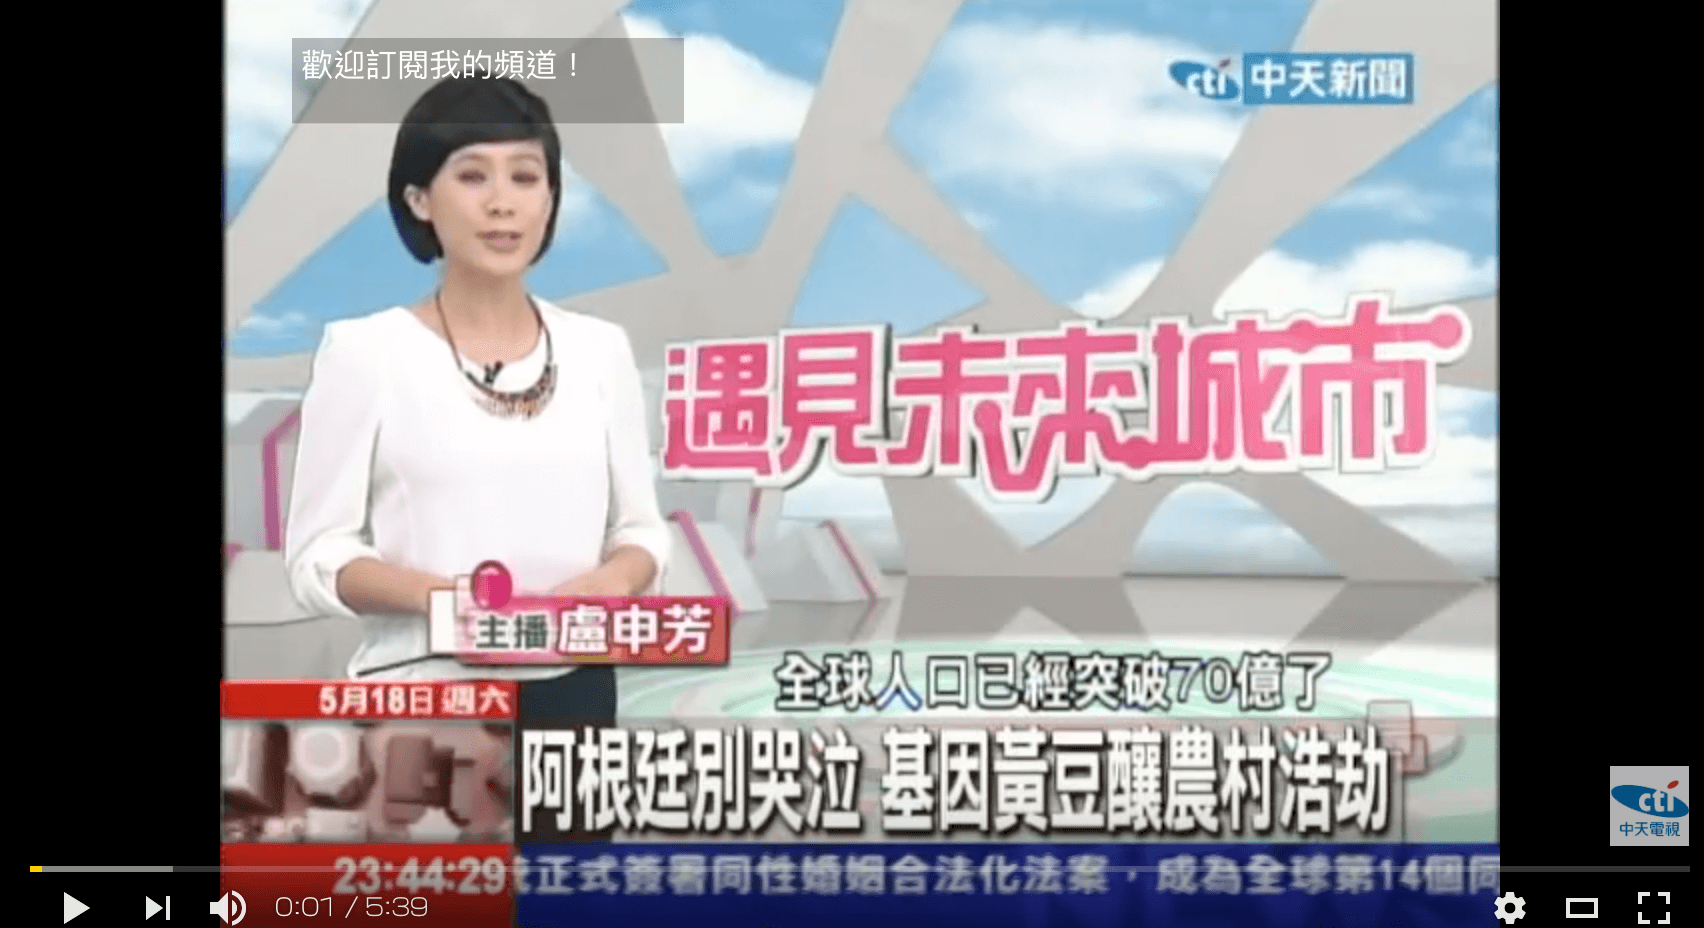 歡迎訂閱我的頻道！
cti 中天新聞
遇見未來城市
主播 盧申芳
全球人口已經突破70億了
5月18日 週六
阿根廷別哭泣 基因黃豆釀農村浩劫
cti
中天電視
23:44:29
正式簽署同性婚姻合法化法案，成為全球第14個同
0:01 / 5:39